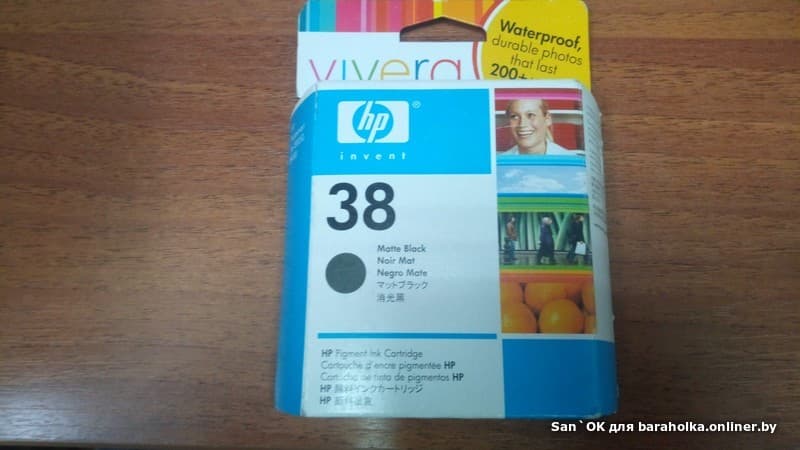 vivera
Waterproof,
durable photos
that last
200+
hp
®
invent
38
Matte Black
Noir Mat
Negro Mate
マットブラック
消光黒
HP Pigment Ink Cartridge
Cartouche d'encre pigmentée HP
Cartucho de tinta de pigmentos HP
HP 顔料インクカートリッジ
HP
San`OK для baraholka.onliner.by